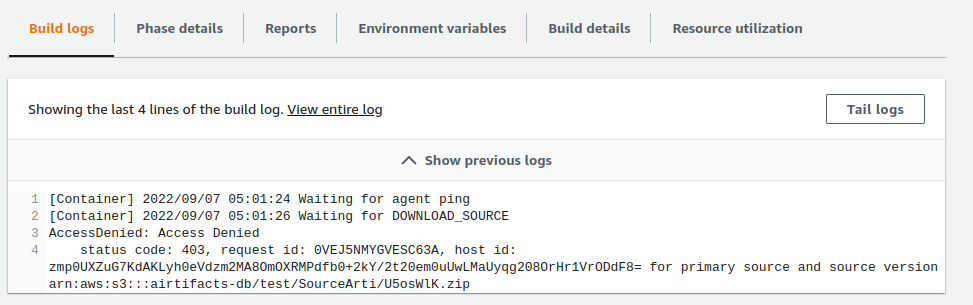 Build logs Phase details Reports Environment variables Build details Resource utilization
Showing the last 4 lines of the build log. View entire log Tail logs
Show previous logs
1 [Container] 2022/09/07 05:01:24 Waiting for agent ping
2 [Container] 2022/09/07 05:01:26 Waiting for DOWNLOAD_SOURCE
3 AccessDenied: Access Denied
4 status code: 403, request id: 0VEJ5NMYGVESC63A, host id:
zmp0UXZuG7KdAKLyh0eVdzm2MA8OmOXRMPdfb0+2kY/2t20em0uUwLMaUyqg208OrHr1VrODdF8= for primary source and source version
arn:aws:s3:::airtifacts-db/test/SourceArti/U5osWlK.zip